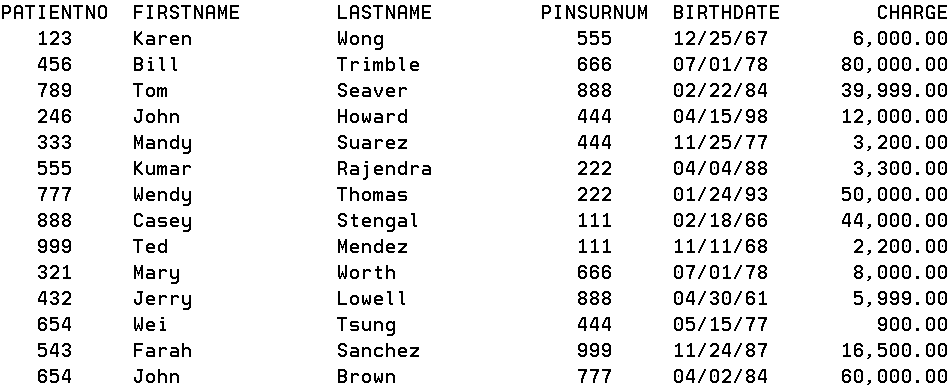 PATIENTNO FIRSTNAME LASTNAME PINSURNUM BIRTHDATE CHARGE
123 Karen Wong 555 12/25/67 6,000.00
456 Bill Trimble 666 07/01/78 80,000.00
789 Tom Seaver 888 02/22/84 39,999.00
246 John Howard 444 04/15/98 12,000.00
333 Mandy Suarez 444 11/25/77 3,200.00
555 Kumar Rajendra 222 04/04/88 3,300.00
777 Wendy Thomas 222 01/24/93 50,000.00
888 Casey Stengal 111 02/18/66 44,000.00
999 Ted Mendez 111 11/11/68 2,200.00
321 Mary Worth 666 07/01/78 8,000.00
432 Jerry Lowell 888 04/30/61 5,999.00
654 Wei Tsung 444 05/15/77 900.00
543 Farah Sanchez 999 11/24/87 16,500.00
654 John Brown 777 04/02/84 60,000.00